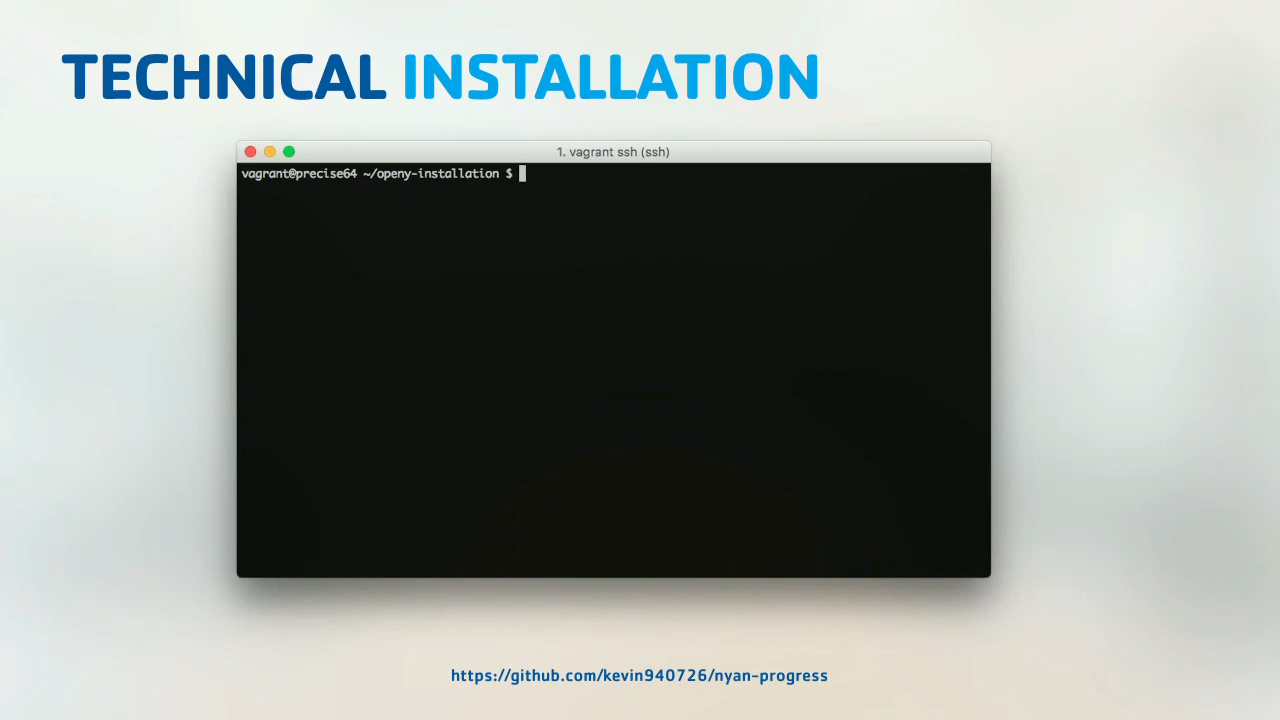 TECHNICAL INSTALLATION
1. vagrant ssh (ssh)
vagrant@precise64 ~/openy-installation $
https://github.com/kevin940726/nyan-progress